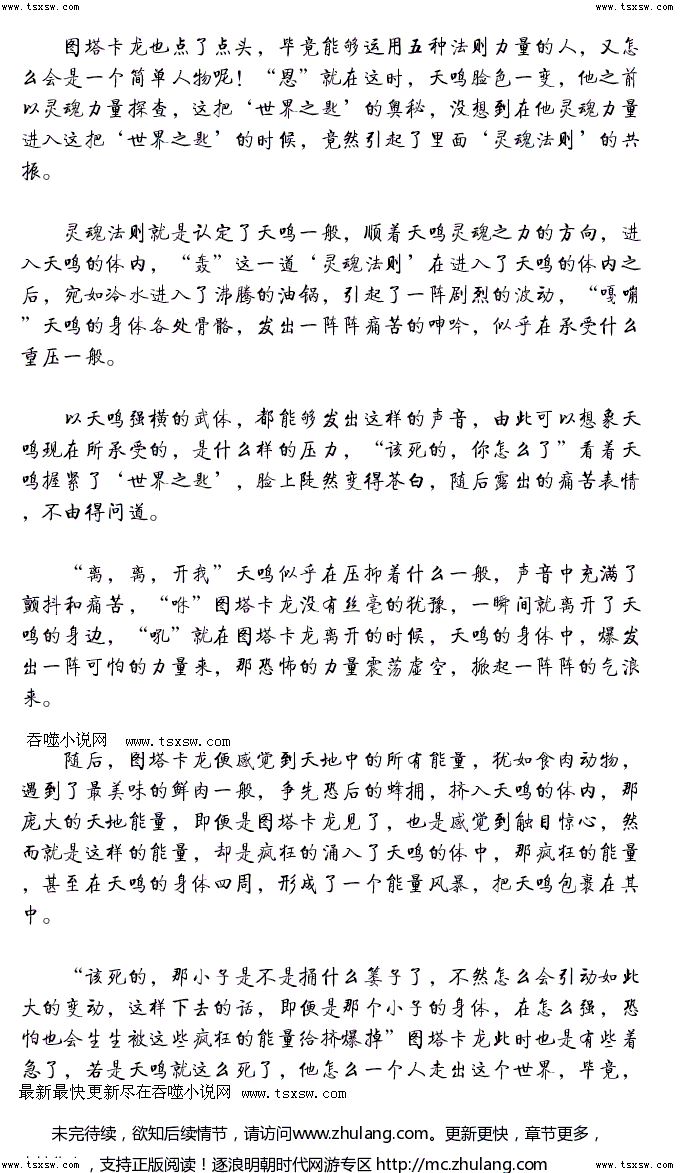 www.tsxsw.com www.tsxsw.com
图塔卡龙也点了点头，毕竟能够运用五种法则力量的人，又怎
么会是一个简单人物呢！“恩”就在这时，天鸣脸色一变，他之前
以灵魂力量探查，这把‘世界之匙’的奥秘，没想到在他灵魂力量
进入这把‘世界之匙’的时候，竟然引起了里面‘灵魂法则’的共
振。
灵魂法则就是认定了天鸣一般，顺着天鸣灵魂之力的方向，进
入天鸣的体内，“轰”这一道‘灵魂法则’在进入了天鸣的体内之
后，宛如冷水进入了沸腾的油锅，引起了一阵剧烈的波动，“嘎嘣
”天鸣的身体各处骨骼，发出一阵阵痛苦的呻吟，似乎在承受什么
重压一般。
以天鸣强横的武体，都能够发出这样的声音，由此可以想象天
鸣现在所承受的，是什么样的压力，“该死的，你怎么了”看着天
鸣握紧了‘世界之匙’，脸上陡然变得苍白，随后露出的痛苦表情
，不由得问道。
“离，离，开我”天鸣似乎在压抑着什么一般，声音中充满了
颤抖和痛苦，“咻”图塔卡龙没有丝毫的犹豫，一瞬间就离开了天
鸣的身边，“吼”就在图塔卡龙离开的时候，天鸣的身体中，爆发
出一阵可怕的力量来，那恐怖的力量震荡虚空，掀起一阵阵的气浪
来。
吞噬小说网 www.tsxsw.com
随后，图塔卡龙便感觉到天地中的所有能量，犹如食肉动物，
遇到了最美味的鲜肉一般，争先恐后的蜂拥，挤入天鸣的体内，那
庞大的天地能量，即便是图塔卡龙见了，也是感觉到触目惊心，然
而就是这样的能量，却是疯狂的涌入了天鸣的体中，那疯狂的能量
，甚至在天鸣的身体四周，形成了一个能量风暴，把天鸣包裹在其
中。
“该死的，那小子是不是捅什么篓子了，不然怎么会引动如此
大的变动，这样下去的话，即便是那个小子的身体，在怎么强，恐
怕也会生生被这些疯狂的能量给挤爆掉”图塔卡龙此时也是有些着
急了，若是天鸣就这么死了，他怎么一个人走出这个世界，毕竟，
最新最快更新尽在吞噬小说网 www.tsxsw.com
未完待续，欲知后续情节，请访问www.zhulang.com。更新更快，章节更多，
，支持正版阅读！逐浪明朝时代网游专区 http://mc.zhulang.com
www.tsxsw.com www.tsxsw.com